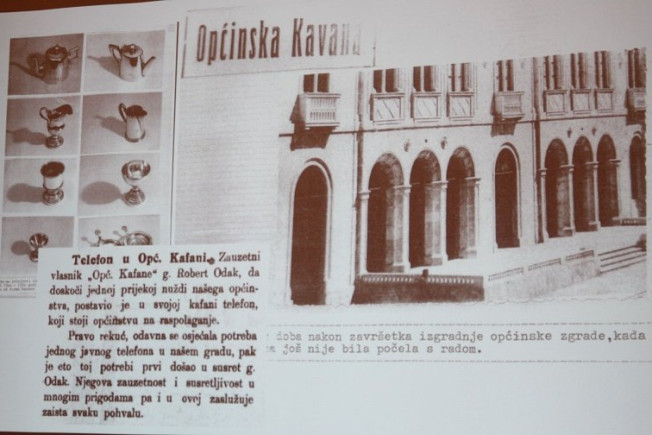 Općinska Kavana
Telefon u Opć. Kafani. Zauzetni
vlasnik „Opć. Kafane" g. Robert Odak, da
doskoči jednoj prijekoj nuždi našega općin-
stva, postavio je u svojoj kafani telefon,
koji stoji općinstvu na raspolaganje.
Pravo rekuć, odavna se osjećala potreba
jednog javnog telefona u našem gradu, pak
je eto toj potrebi prvi došao u susret g.
Odak. Njegova zauzetnost i susretljivost u
mnogim prigodama pa i u ovoj zaslužuje
zaista svaku pohvalu.
doba nakon završetka izgradnje općinske zgrade,kada
a još nije bila počela s radom.